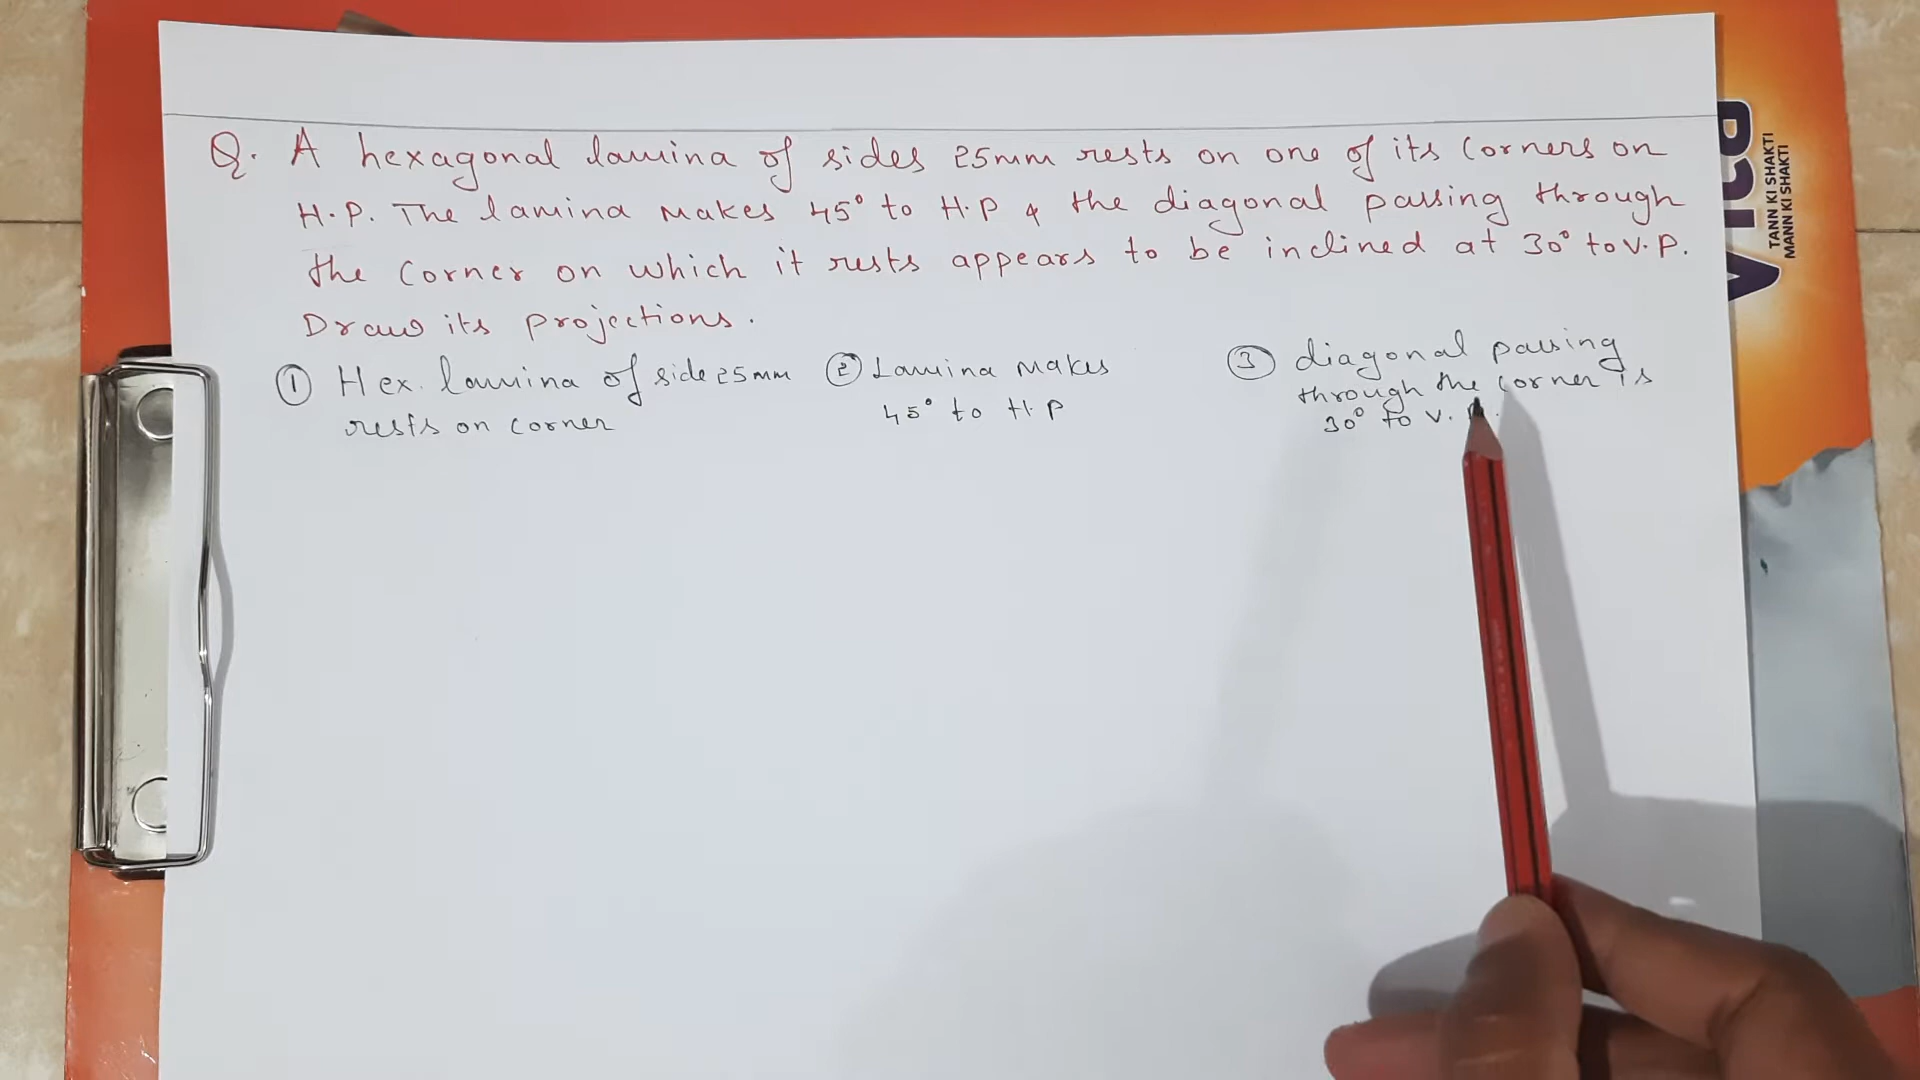 Q. A hexagonal lamina of sides 25mm rests on one of its corners on
H.P. The lamina makes 45° to H.P & the diagonal passing through
the corner on which it rests appears to be inclined at 30° to V.P.
Draw its projections.
① Hex. lamina of side 25mm
rests on corner
② Lamina makes
45° to H.P
③ diagonal passing
through the corner is
30° to V.
TANN KI SHAKTI
MANN KI SHAKTI